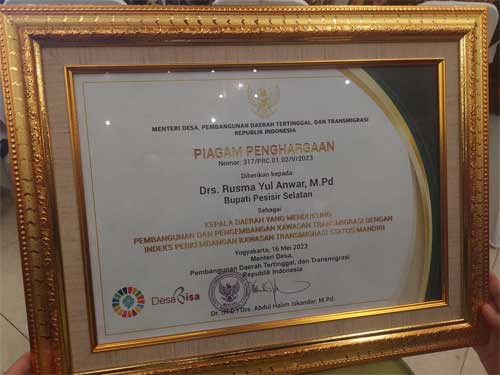 MENTERI DESA, PEMBANGUNAN DAERAH TERTINGGAL, DAN TRANSMIGRASI
REPUBLIK INDONESIA
PIAGAM PENGHARGAAN
Nomor: 317/PRC.01.02/V/2023
Diberikan kepada:
Drs. Rusma Yul Anwar, M.Pd
Bupati Pesisir Selatan
Sebagai
KEPALA DAERAH YANG MENDUKUNG
PEMBANGUNAN DAN PENGEMBANGAN KAWASAN TRANSMIGRASI DENGAN
INDEKS PERKEMBANGAN KAWASAN TRANSMIGRASI STATUS MANDIRI
Yogyakarta, 16 Mei 2023
Menteri Desa,
Pembangunan Daerah Tertinggal, dan Transmigrasi
Republik Indonesia
Desa Bisa
Drs. Abdul Halim Iskandar, M.Pd.